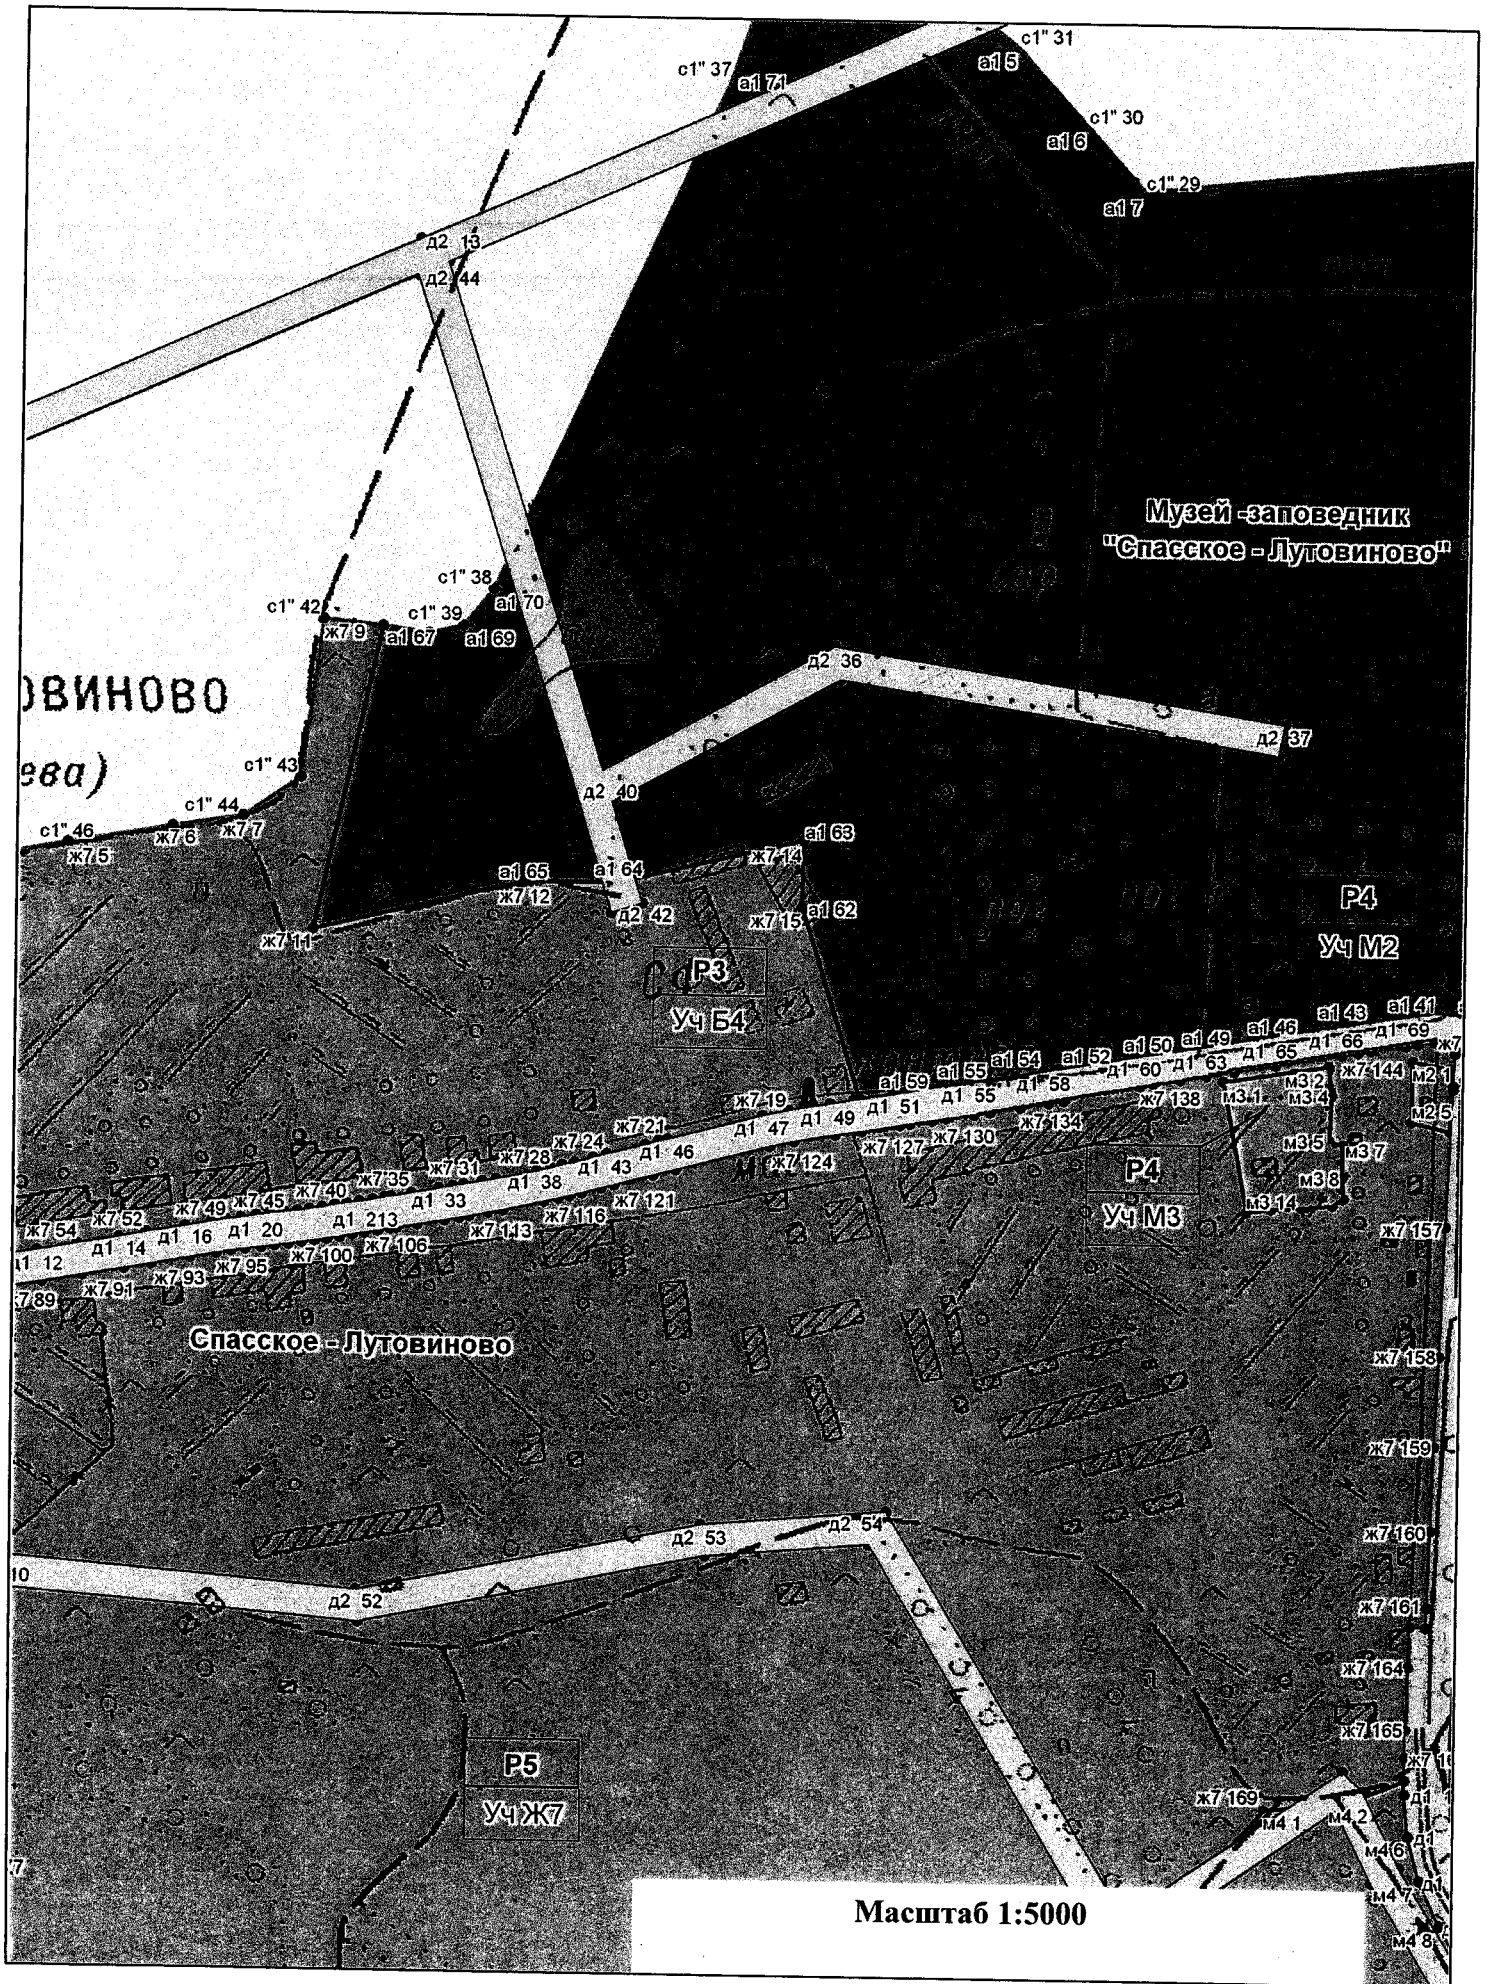 с1" 31
с1" 37
а1 5
а1 71
с1" 30
а1 6
с1" 29
а1 7
д2 13
д2 44
Музей -заповедник
"Спасское - Лутовиново"
сар
с1" 38
а1 70
с1" 42
с1" 39
ж7 9
а1 67
а1 69
д2 36
ОВИНОВО
д2 37
с1" 43
ева)
д2 40
с1" 44
с1" 46
ж7 6
ж7 7
ж7 5
а1 63
ж7 14
а1 65
а1 64
ж7 12
Р4
а1 62
д2 42
ж7 15
ж7 11
Уч М2
Р3
Уч Б4
а1 41
а1 43
а1 46
д1 69
а1 49
д1 66
а1 50
д1 65
а1 52
д1 63
а1 54
д1 60
а1 55
д1 58
а1 59
д1 55
ж7 144
м2 1
м3 2
м3 1
м3 4
ж7 138
ж7 19
д1 51
д1 49
м2 5
ж7 134
д1 47
ж7 130
ж7 21
ж7 127
м3 5
м3 7
ж7 24
д1 46
ж7 124
ж7 28
д1 43
ж7 31
Р4
ж7 35
д1 38
м3 8
ж7 40
д1 33
ж7 121
м3 14
ж7 45
ж7 49
ж7 116
Уч М3
ж7 52
д1 213
ж7 113
ж7 54
д1 20
ж7 106
ж7 157
д1 16
ж7 100
д1 14
ж7 95
д1 12
ж7 93
ж7 91
ж7 89
Спасское - Лутовиново
ж7 158
ж7 159
д2 54
ж7 160
д2 53
10
д2 52
ж7 161
ж7 164
ж7 165
Р5
Уч Ж7
ж7 169
м4 1
м4 2
д1
м4 6
д1
м4 7
м4 8
Масштаб 1:5000